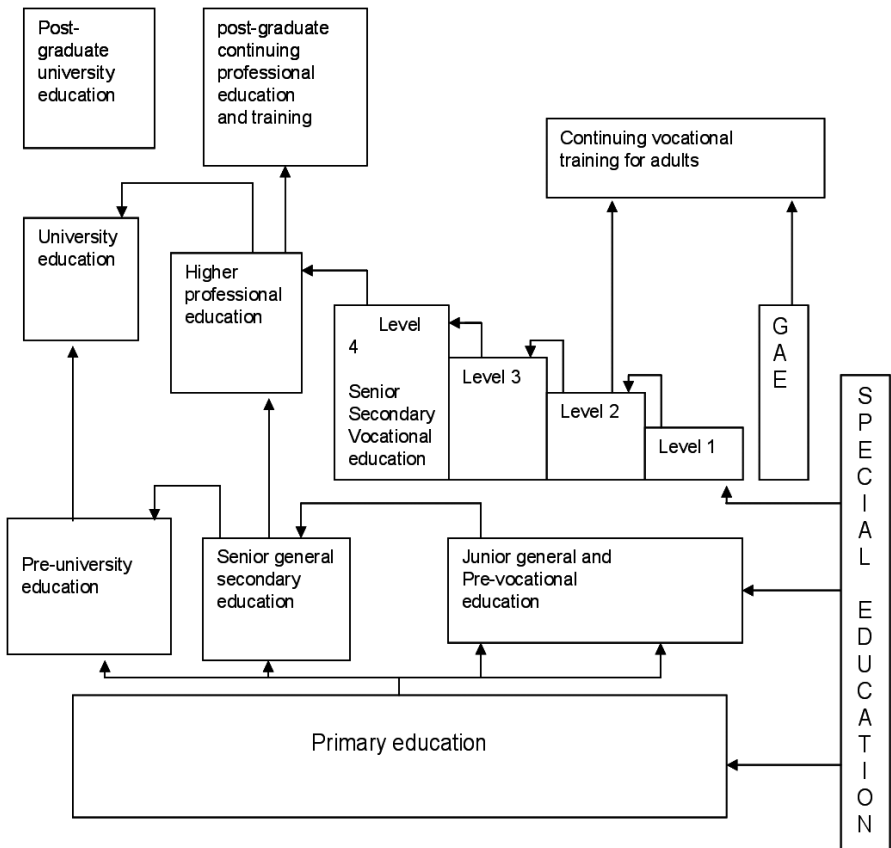 Post-
graduate
university
education
post-graduate
continuing
professional
education
and training
Continuing vocational
training for adults
University
education
Higher
professional
education
Level
4
Senior
Secondary
Vocational
education
Level 3
Level 2
Level 1
G
A
E
S
P
E
C
I
A
L
E
D
U
C
A
T
I
O
N
Pre-university
education
Senior general
secondary
education
Junior general and
Pre-vocational
education
Primary education